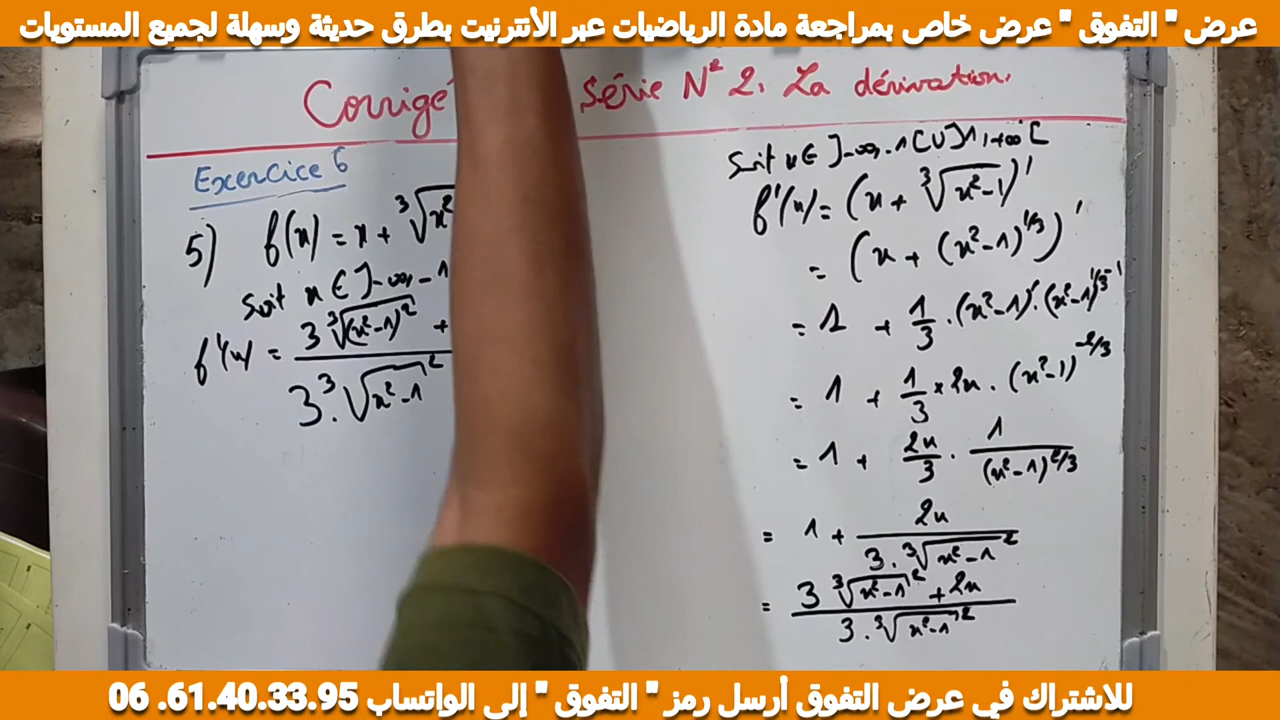 عرض " التفوق " عرض خاص بمراجعة مادة الرياضيات عبر الأنترنيت بطرق حديثة وسهلة لجميع المستويات
Corrigé Série N° 2. La dérivation.
Exercice 6
5) f(x) = x + ∛x²
Soit x ∈ ]-∞, -1
f'(x) = (3 ∛(x²-1)² +) / (3.∛(x²-1)²)
Soit x ∈ ]-∞, -1[ U ]1, +∞[
f'(x) = (x + ∛(x²-1))'
= (x + (x²-1)^1/3)'
= 1 + 1/3 . (x²-1)' . (x²-1)^(1/3 -1)
= 1 + 1/3 × 2x . (x²-1)^-2/3
= 1 + 2x/3 . 1/(x²-1)^2/3
= 1 + 2x/(3.∛(x²-1)²)
= (3 ∛(x²-1)² + 2x)/(3.∛(x²-1)²)
للاشتراك في عرض التفوق أرسل رمز " التفوق " إلى الواتساب 06 .61.40.33.95